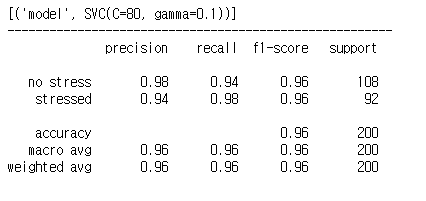 [('model', SVC(C=80, gamma=0.1))]
-------------------------------------------------------
precision recall f1-score support
no stress 0.98 0.94 0.96 108
stressed 0.94 0.98 0.96 92
accuracy 0.96 200
macro avg 0.96 0.96 0.96 200
weighted avg 0.96 0.96 0.96 200